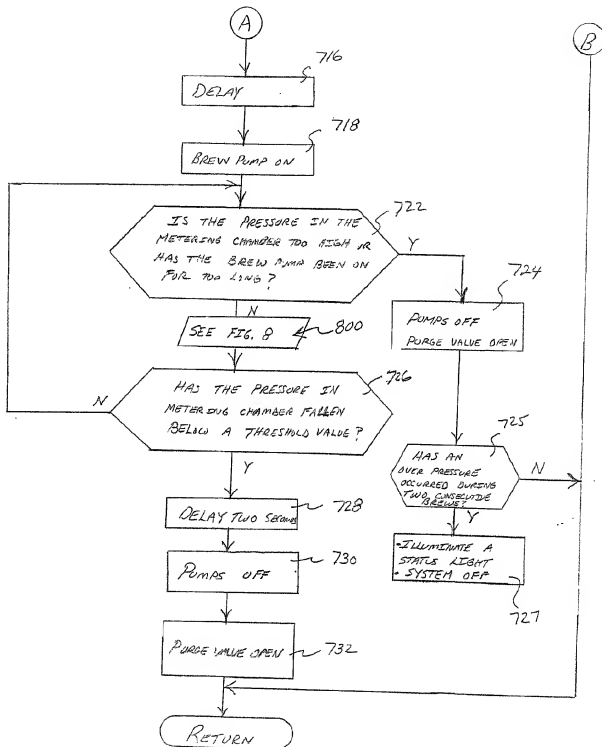 A
B
716
DELAY
718
BREW PUMP ON
722
IS THE PRESSURE IN THE
METERING CHAMBER TOO HIGH OR
HAS THE BREW PUMP BEEN ON
FOR TOO LONG?
Y
N
724
PUMPS OFF
PURGE VALUE OPEN
SEE FIG. 8
800
726
HAS THE PRESSURE IN
METERING CHAMBER FALLEN
BELOW A THRESHOLD VALUE?
N
Y
725
HAS AN
OVER PRESSURE
OCCURRED DURING
TWO CONSECUTIVE
BREWS?
N
Y
DELAY TWO SECONDS
728
• ILLUMINATE A
STATUS LIGHT
• SYSTEM OFF
727
PUMPS OFF
730
PURGE VALUE OPEN
732
RETURN